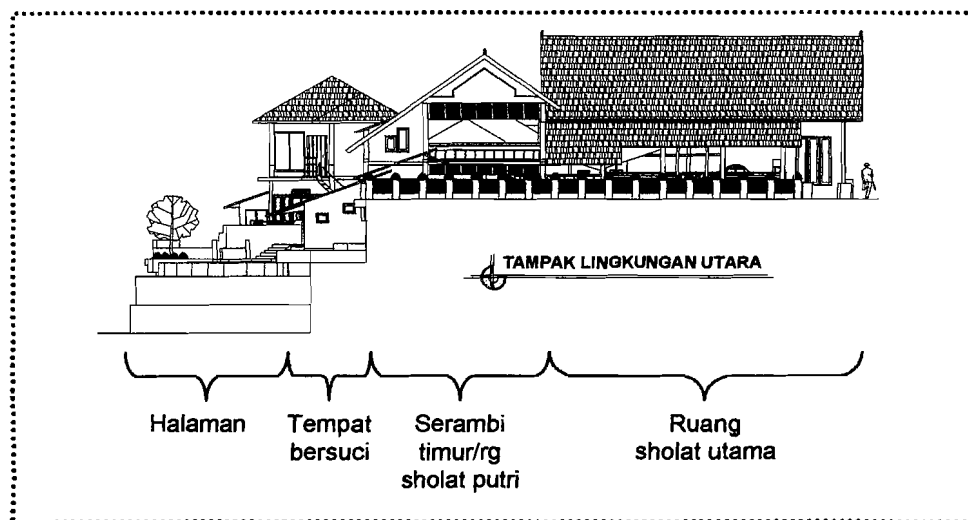 TAMPAK LINGKUNGAN UTARA
Halaman
Tempat
bersuci
Serambi
timur/rg
sholat putri
Ruang
sholat utama